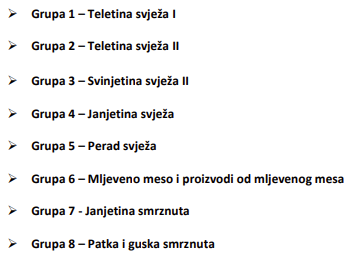 ➢ Grupa 1 – Teletina svježa I
➢ Grupa 2 – Teletina svježa II
➢ Grupa 3 – Svinjetina svježa II
➢ Grupa 4 – Janjetina svježa
➢ Grupa 5 – Perad svježa
➢ Grupa 6 – Mljeveno meso i proizvodi od mljevenog mesa
➢ Grupa 7 - Janjetina smrznuta
➢ Grupa 8 – Patka i guska smrznuta